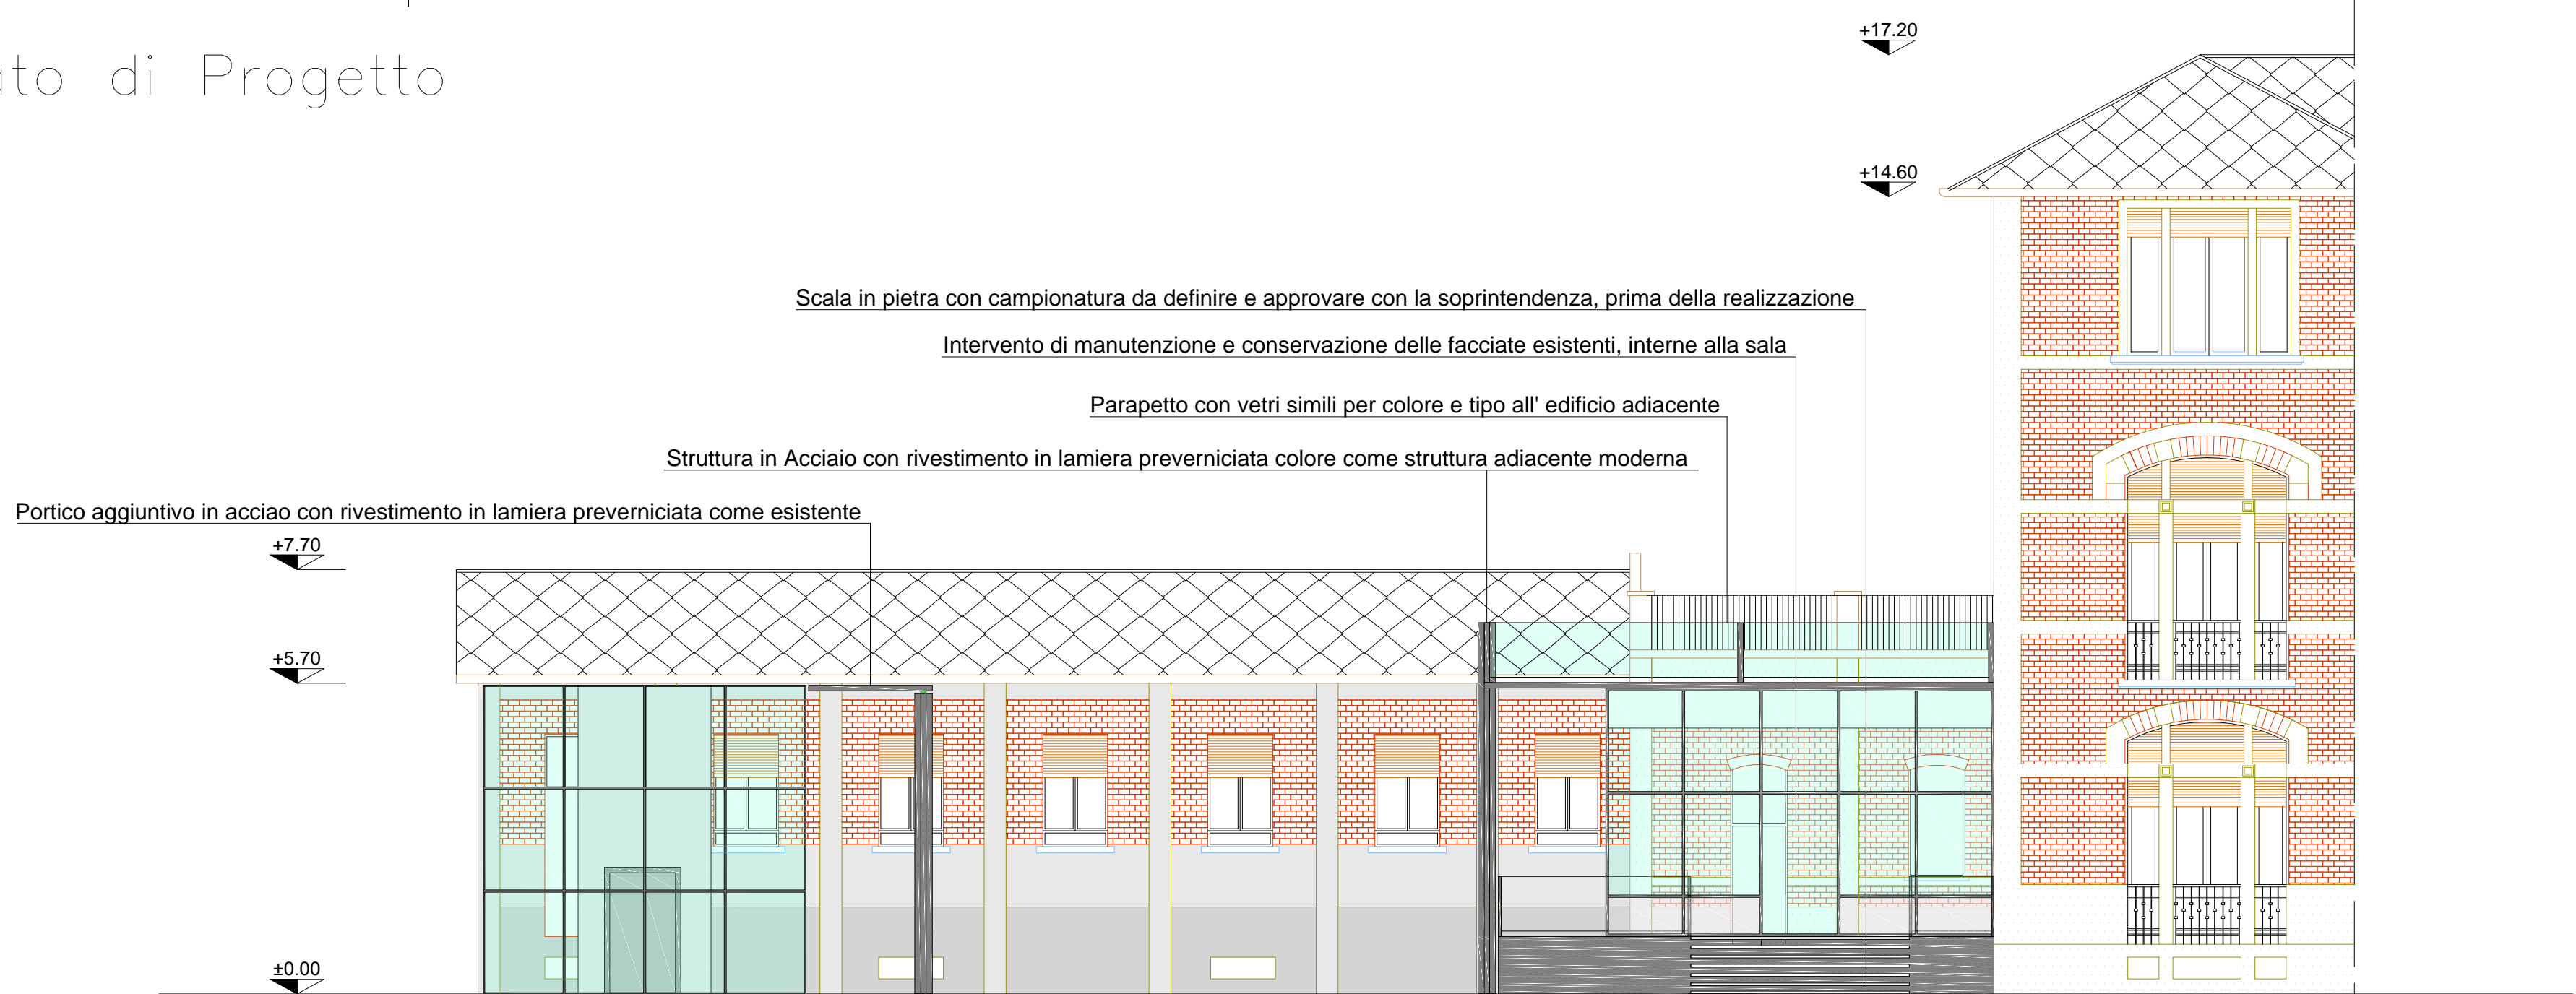 +17.20
di Progetto
+14.60
Scala in pietra con campionatura da definire e approvare con la soprintendenza, prima della realizzazione
Intervento di manutenzione e conservazione delle facciate esistenti, interne alla sala
Parapetto con vetri simili per colore e tipo all' edificio adiacente
Struttura in Acciaio con rivestimento in lamiera preverniciata colore come struttura adiacente moderna
Portico aggiuntivo in acciao con rivestimento in lamiera preverniciata come esistente
+7.70
+5.70
±0.00